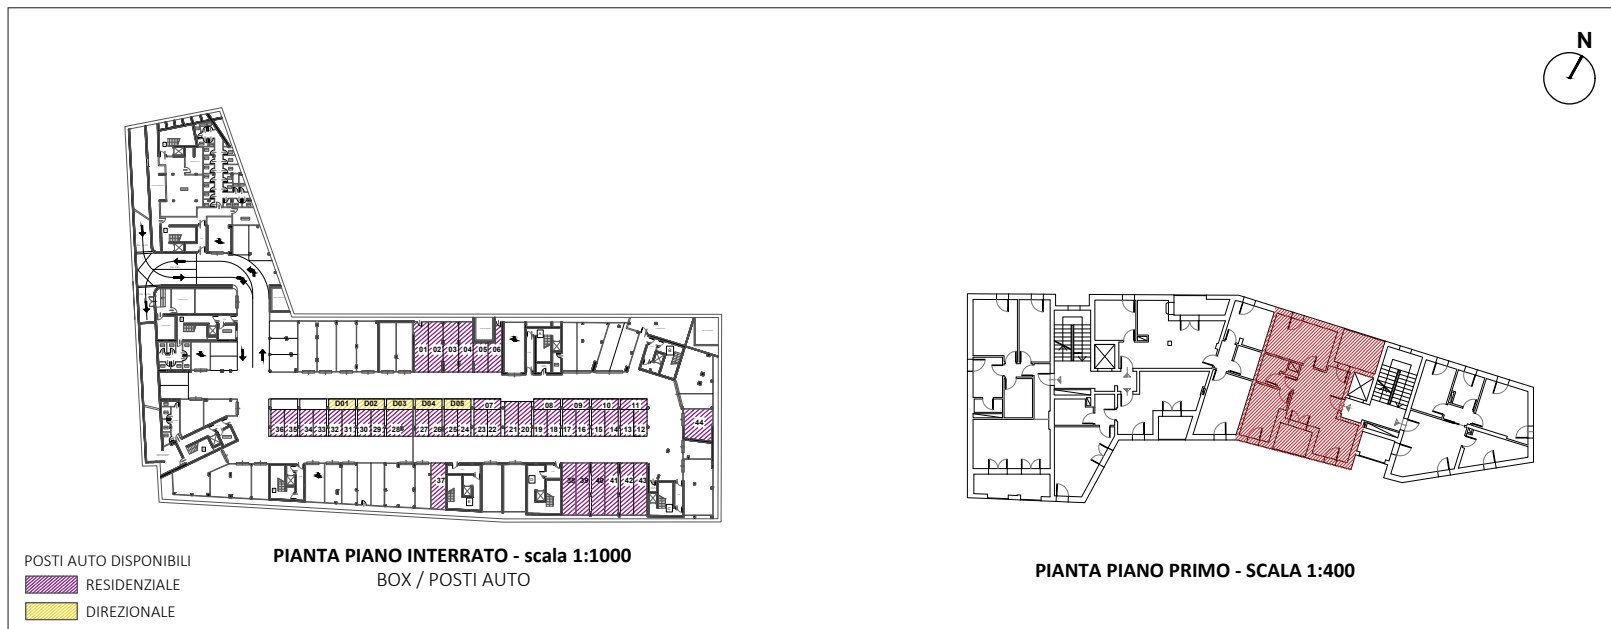 N
01 02 03 04 05 06
D01 D02 D03 D04 D05 07 08 09 10 11
36 35 34 33 32 31 30 29 28 27 26 25 24 23 22 21 20 19 18 17 16 15 14 13 12
44
37 38 39 40 41 42 43
PIANTA PIANO INTERRATO - scala 1:1000
BOX / POSTI AUTO
PIANTA PIANO PRIMO - SCALA 1:400
POSTI AUTO DISPONIBILI
RESIDENZIALE
DIREZIONALE